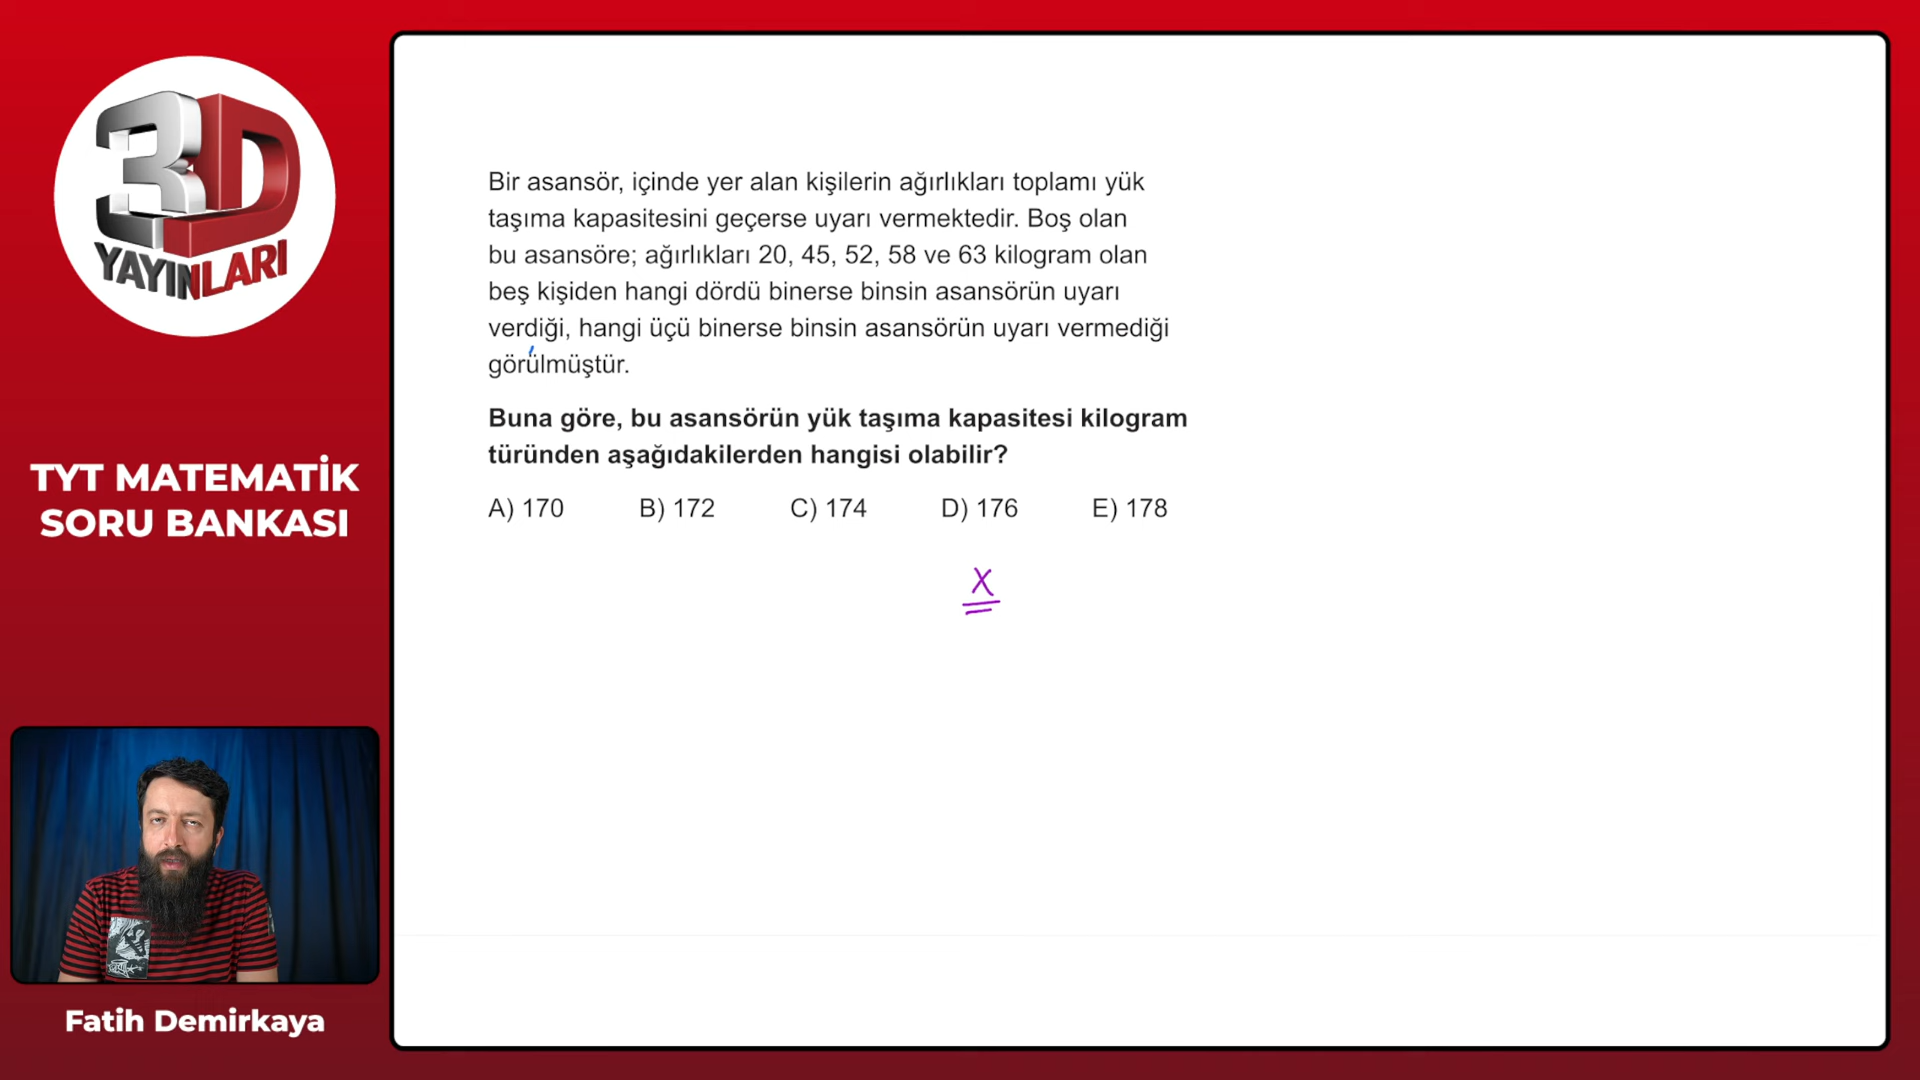 3D
YAYINLARI
TYT MATEMATİK
SORU BANKASI
Fatih Demirkaya
Bir asansör, içinde yer alan kişilerin ağırlıkları toplamı yük
taşıma kapasitesini geçerse uyarı vermektedir. Boş olan
bu asansöre; ağırlıkları 20, 45, 52, 58 ve 63 kilogram olan
beş kişiden hangi dördü binerse binsin asansörün uyarı
verdiği, hangi üçü binerse binsin asansörün uyarı vermediği
görülmüştür.
Buna göre, bu asansörün yük taşıma kapasitesi kilogram
türünden aşağıdakilerden hangisi olabilir?
A) 170 B) 172 C) 174 D) 176 E) 178
x